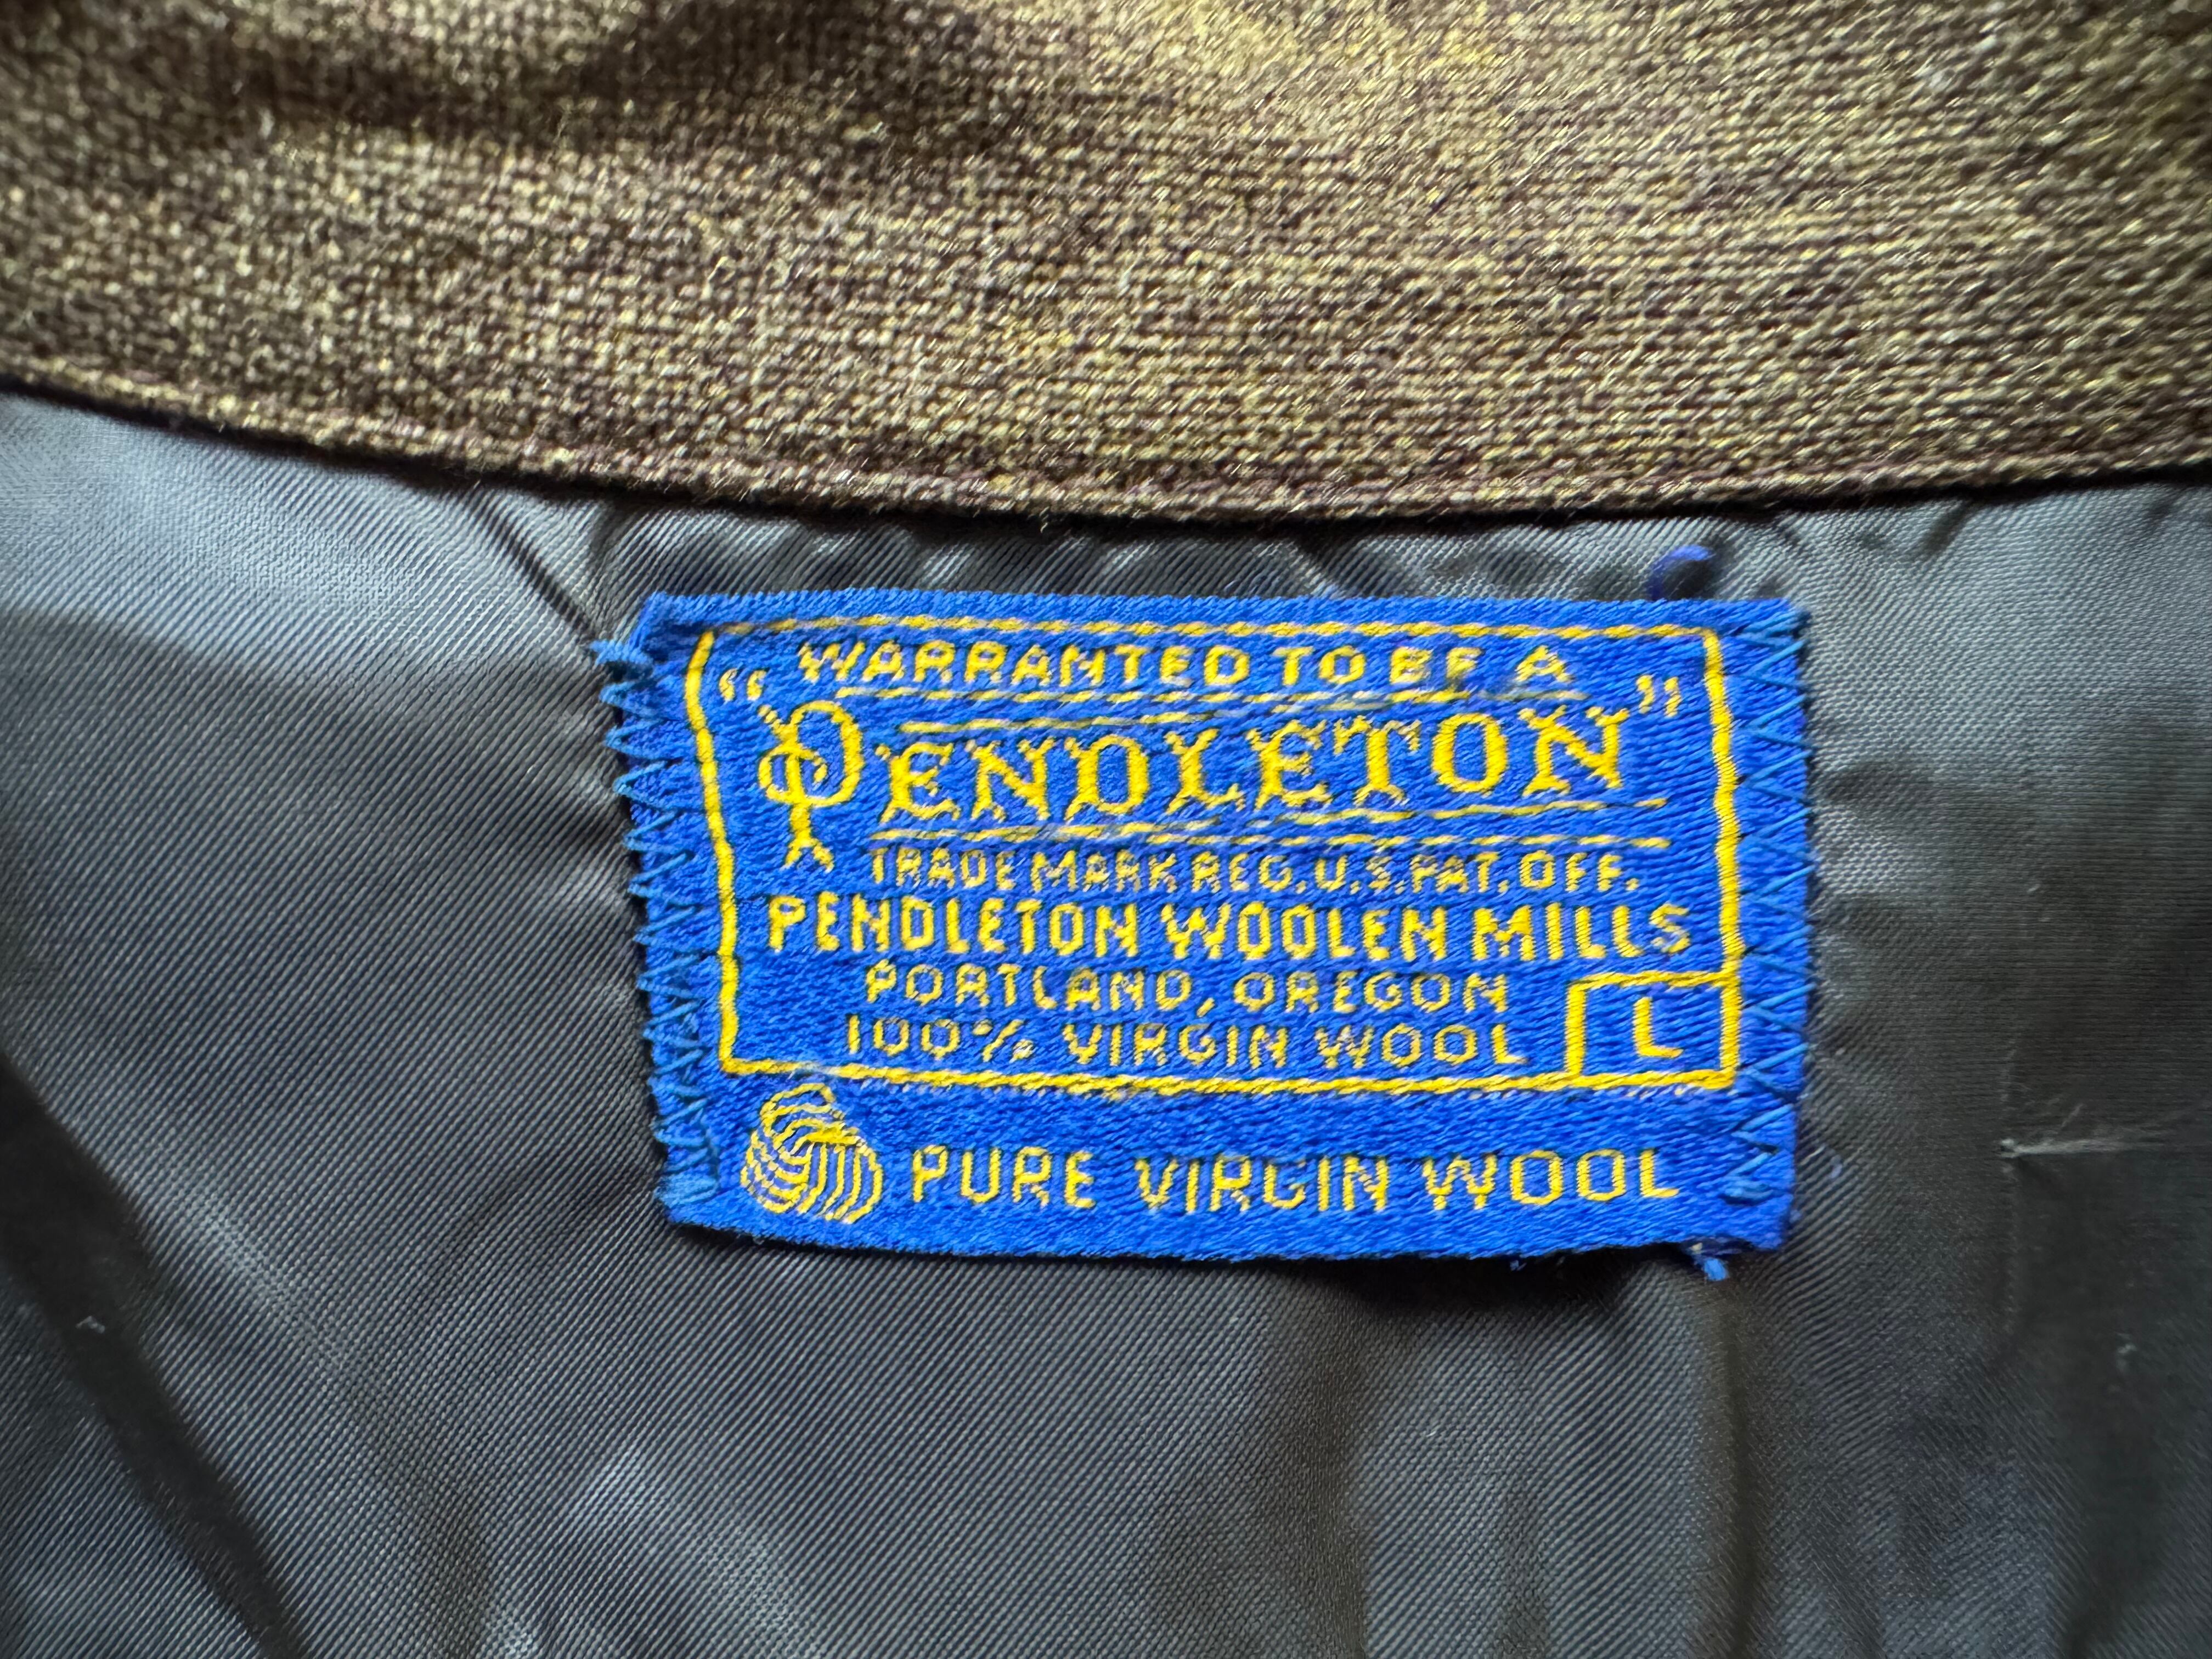 "WARRANTED TO BE A
PENDLETON"
TRADE MARK REG. U.S. PAT. OFF.
PENDLETON WOOLEN MILLS
PORTLAND, OREGON
100% VIRGIN WOOL L
PURE VIRGIN WOOL